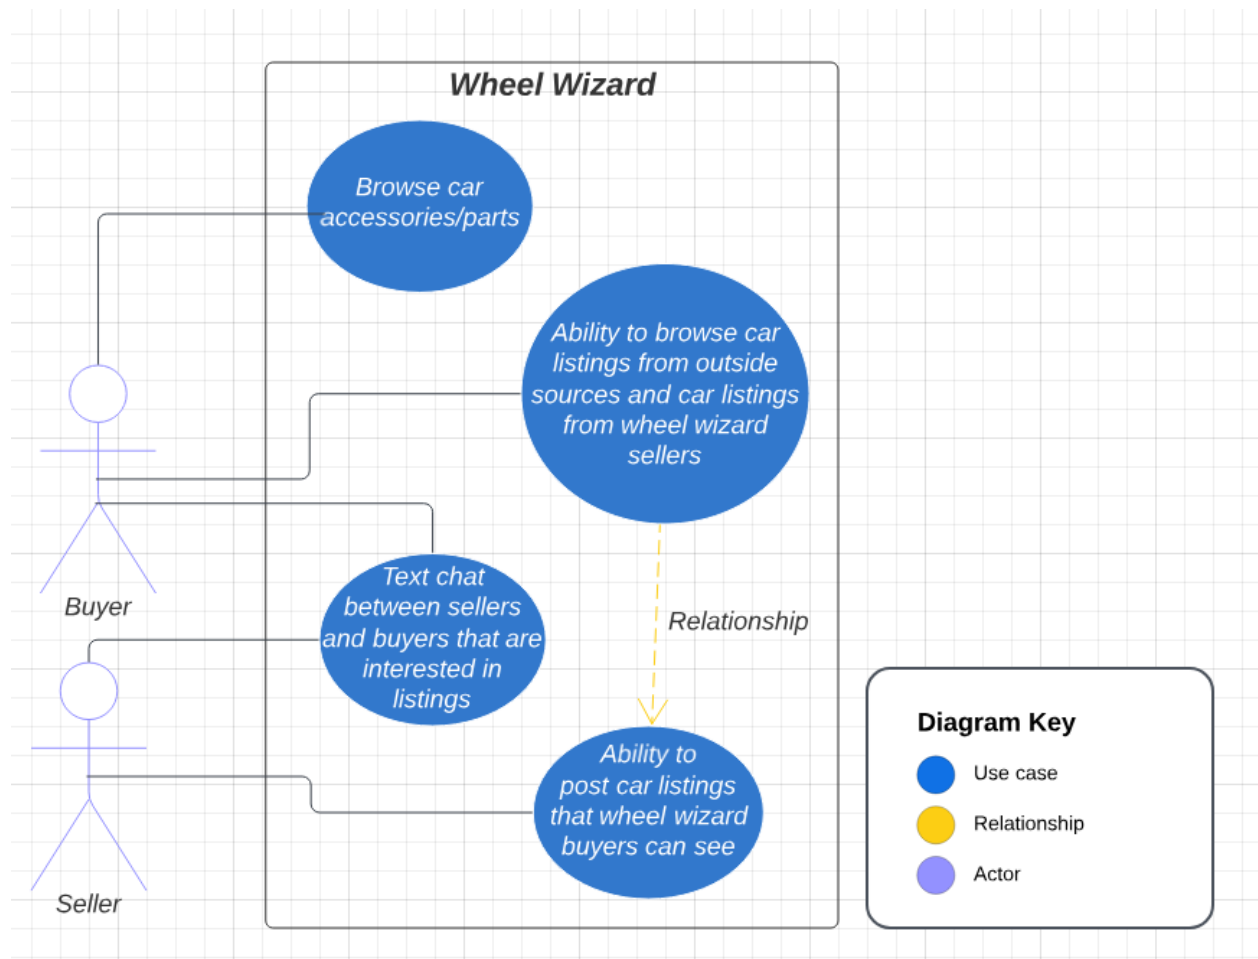 Wheel Wizard
Browse car
accessories/parts
Ability to browse car
listings from outside
sources and car listings
from wheel wizard
sellers
Buyer
Text chat
between sellers
and buyers that are
interested in
listings
Relationship
Ability to
post car listings
that wheel wizard
buyers can see
Seller
Diagram Key
Use case
Relationship
Actor